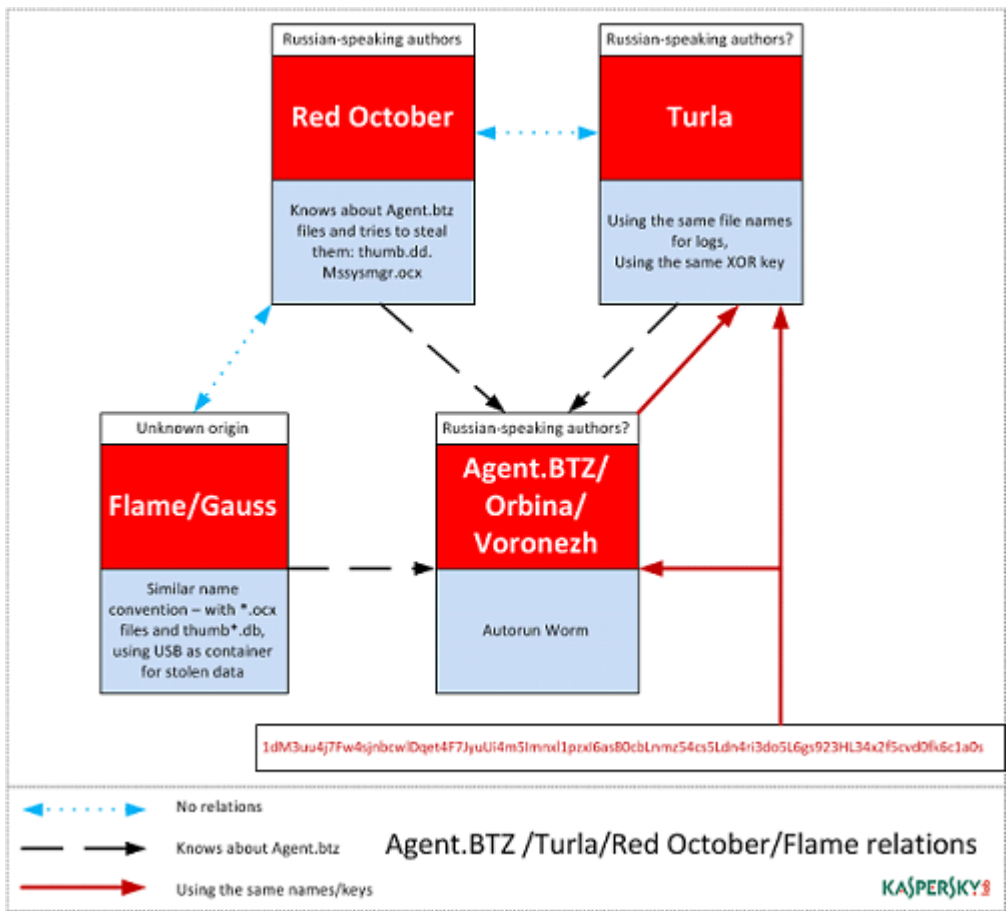 Russian-speaking authors
Red October
Knows about Agent.btz
files and tries to steal
them: thumb.dd.
Mssysmgr.ocx
Russian-speaking authors?
Turla
Using the same file names
for logs,
Using the same XOR key
Unknown origin
Flame/Gauss
Similar name
convention – with *.ocx
files and thumb*.db,
using USB as container
for stolen data
Russian-speaking authors?
Agent.BTZ/
Orbina/
Voronezh
Autorun Worm
1dM3uu4j7Fw4sjnbcwlDqet4F7JyuUi4m5Imnxl1pzxI6as80cbLnmz54cs5Ldn4ri3do5L6gs923HL34x2f5cvd0fk6c1a0s
No relations
Knows about Agent.btz
Using the same names/keys
Agent.BTZ /Turla/Red October/Flame relations
KASPERSKY lab